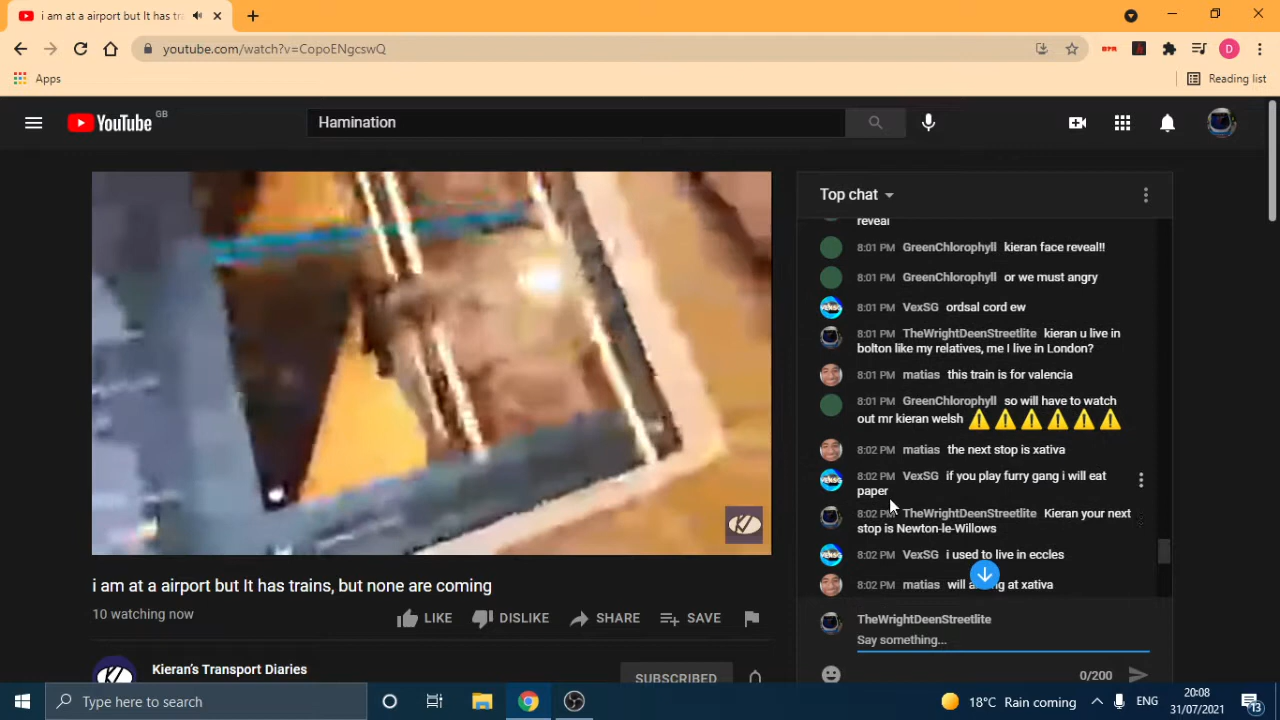 i am at a airport but It has tra
youtube.com/watch?v=CopoENgcswQ
D
Apps
Reading list
YouTube GB
Hamination
Top chat
reveal
8:01 PM GreenChlorophyll kieran face reveal!!
8:01 PM GreenChlorophyll or we must angry
8:01 PM VexSG ordsal cord ew
8:01 PM TheWrightDeenStreetlite kieran u live in
bolton like my relatives, me I live in London?
8:01 PM matias this train is for valencia
8:01 PM GreenChlorophyll so will have to watch
out mr kieran welsh ⚠️⚠️⚠️⚠️⚠️⚠️
8:02 PM matias the next stop is xativa
8:02 PM VexSG if you play furry gang i will eat
paper
8:02 PM TheWrightDeenStreetlite Kieran your next
stop is Newton-le-Willows
8:02 PM VexSG i used to live in eccles
8:02 PM matias will at xativa
TheWrightDeenStreetlite
Say something...
0/200
i am at a airport but It has trains, but none are coming
10 watching now
LIKE
DISLIKE
SHARE
SAVE
Kieran's Transport Diaries
SUBSCRIBED
Type here to search
18°C Rain coming
ENG
20:08
31/07/2021
13